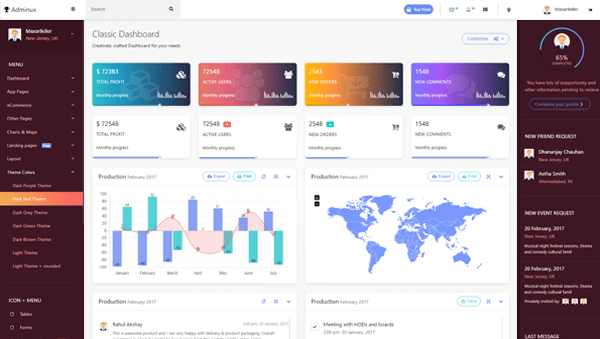 Adminux
Search
Buy Now!
Maxartkiller
Maxartkiller
New Jersey, UK
MENU
Dashboard
App Pages
eCommerce
Other Pages
Charts & Maps
Landing pages
Layout
Theme Colors
Dark Purple Theme
Dark Red Theme
Dark Grey Theme
Dark Green Theme
Dark Brown Theme
Light Theme
Light Theme + rounded
ICON + MENU
Tables
Forms
Classic Dashboard
Creatively crafted Dashboard for your needs
Customize
$ 72383
TOTAL PROFIT
Monthly progress
72548
ACTIVE USERS
Monthly progress
2543
NEW ORDERS
Monthly progress
1548
NEW COMMENTS
Monthly progress
$ 72548
TOTAL PROFIT
Monthly progress
72548
ACTIVE USERS
Monthly progress
2548
NEW ORDERS
Monthly progress
1548
NEW COMMENTS
Monthly progress
Production February 2017
Export
Print
100
80
60
40
20
0
-20
-40
-60
-80
-100
January
February
March
April
May
June
July
Production February 2017
Export
Print
Production February 2017
Rahul Akshay
2:00 pm, 20 january, 2017
This is awesome product and, I am very happy with delivery & product packaging. Overall
Production February 2017
Save
Meeting with HODs and boards
2:00 pm, 20 january, 2017
65%
COMPLETED
You have lots of oppportunity and
other information pending to recieve
Complete your profile
NEW FRIEND REQUEST
Dhananjay Chauhan
New Jersey, UK
Astha Smith
Ahemedabad, IN
NEW EVENT REQUEST
20 February, 2017
New Jersey, UK
Musical night festival seasons, Drama
and comedy cultural fand
20 February, 2017
New Jersey, UK
Musical night festival seasons, Drama
and comedy cultural fand
Privately invited by:
LAST MESSAGE